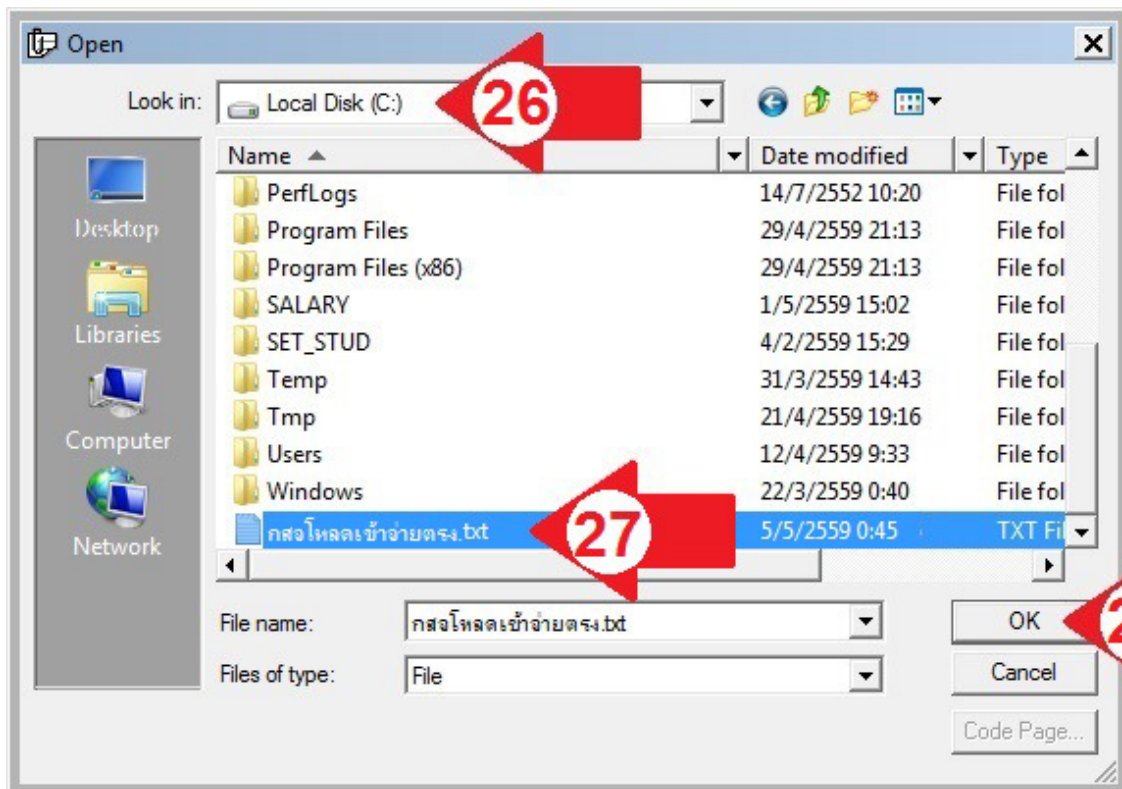 Open
Look in: Local Disk (C:) 26
Name Date modified Type
PerfLogs 14/7/2552 10:20 File fol
Program Files 29/4/2559 21:13 File fol
Program Files (x86) 29/4/2559 21:13 File fol
SALARY 1/5/2559 15:02 File fol
SET_STUD 4/2/2559 15:29 File fol
Temp 31/3/2559 14:43 File fol
Tmp 21/4/2559 19:16 File fol
Users 12/4/2559 9:33 File fol
Windows 22/3/2559 0:40 File fol
กสจโหลดเข้าจ่ายตรง.txt 27 5/5/2559 0:45 TXT Fil
Desktop
Libraries
Computer
Network
File name: กสจโหลดเข้าจ่ายตรง.txt OK 2
Files of type: File Cancel
Code Page...